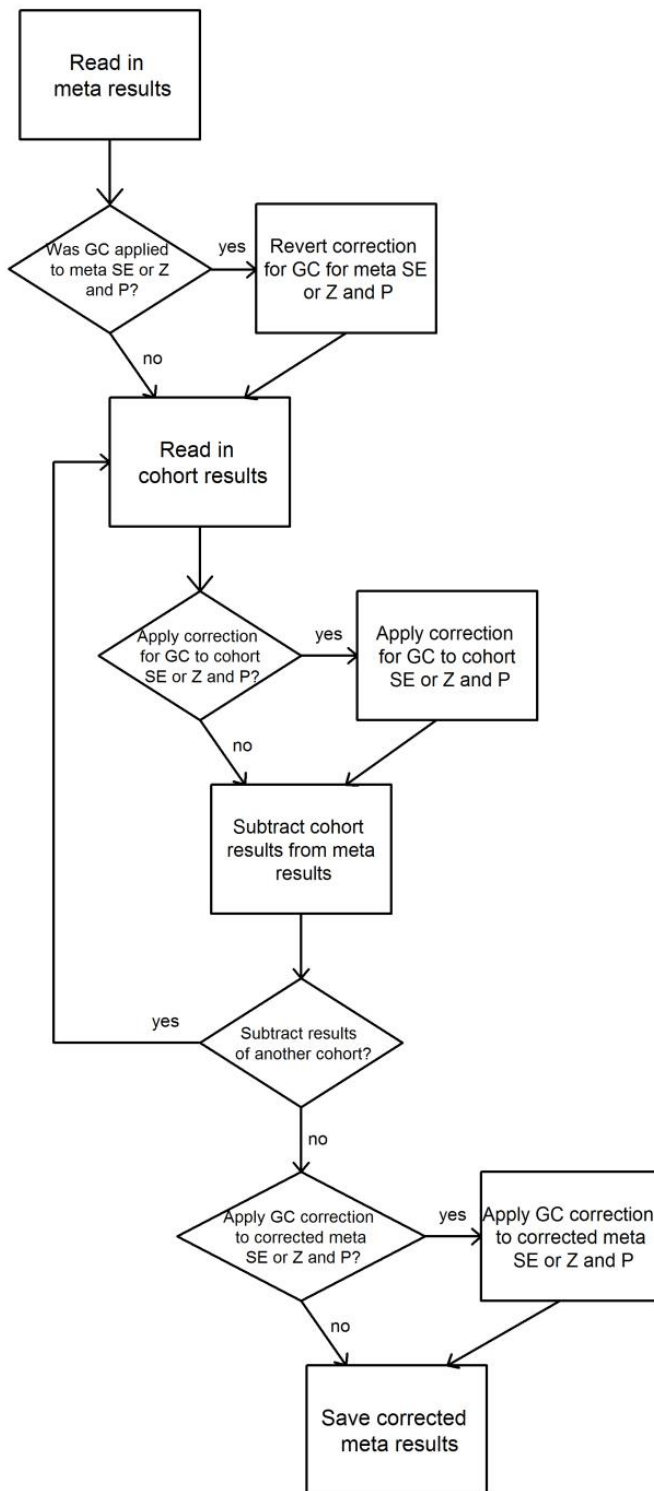 Read in
meta results
Was GC applied
to meta SE or Z
and P?
yes
Revert correction
for GC for meta SE
or Z and P
no
Read in
cohort results
Apply correction
for GC to cohort
SE or Z and P?
yes
Apply correction
for GC to cohort
SE or Z and P
no
Subtract cohort
results from meta
results
yes
Subtract results
of another cohort?
no
Apply GC correction
to corrected meta
SE or Z and P?
yes
Apply GC correction
to corrected meta
SE or Z and P
no
Save corrected
meta results